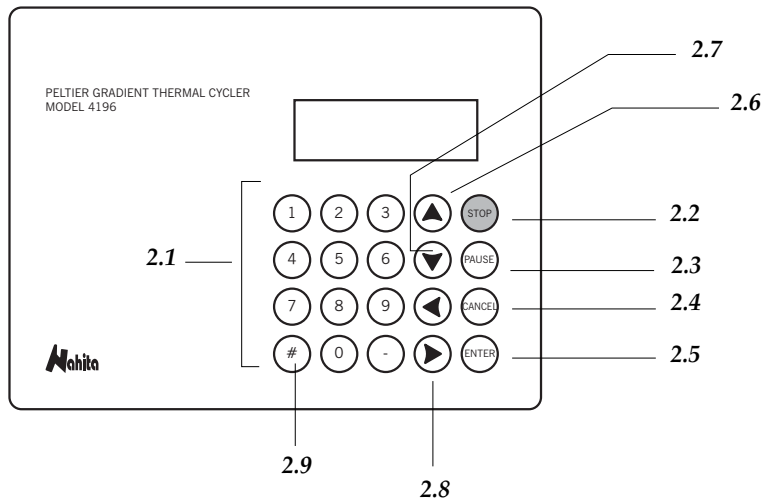 2.7
PELTIER GRADIENT THERMAL CYCLER
MODEL 4196
2.6
1 2 3 STOP
2.2
2.1
4 5 6 PAUSE
2.3
7 8 9 CANCEL
2.4
Nahita
# 0 - ENTER
2.5
2.9
2.8